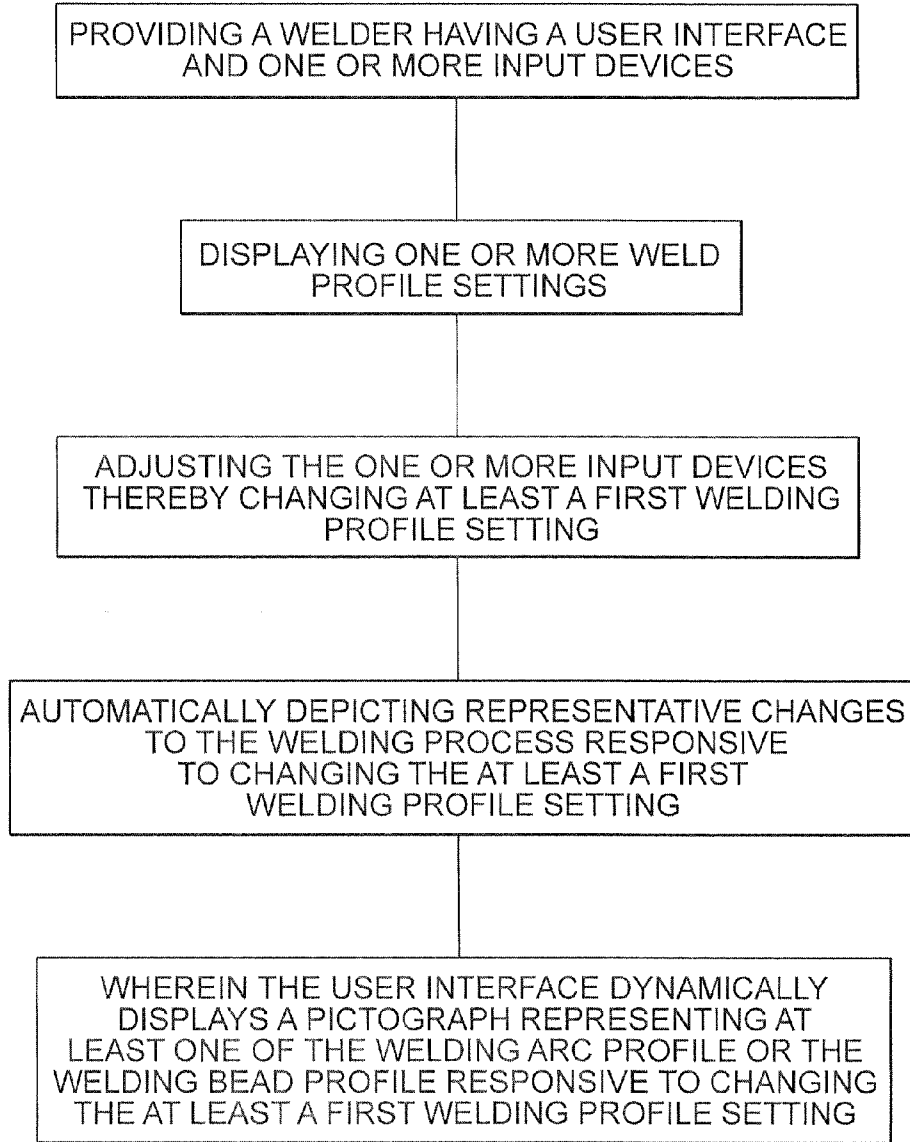 PROVIDING A WELDER HAVING A USER INTERFACE
AND ONE OR MORE INPUT DEVICES
DISPLAYING ONE OR MORE WELD
PROFILE SETTINGS
ADJUSTING THE ONE OR MORE INPUT DEVICES
THEREBY CHANGING AT LEAST A FIRST WELDING
PROFILE SETTING
AUTOMATICALLY DEPICTING REPRESENTATIVE CHANGES
TO THE WELDING PROCESS RESPONSIVE
TO CHANGING THE AT LEAST A FIRST
WELDING PROFILE SETTING
WHEREIN THE USER INTERFACE DYNAMICALLY
DISPLAYS A PICTOGRAPH REPRESENTING AT
LEAST ONE OF THE WELDING ARC PROFILE OR THE
WELDING BEAD PROFILE RESPONSIVE TO CHANGING
THE AT LEAST A FIRST WELDING PROFILE SETTING